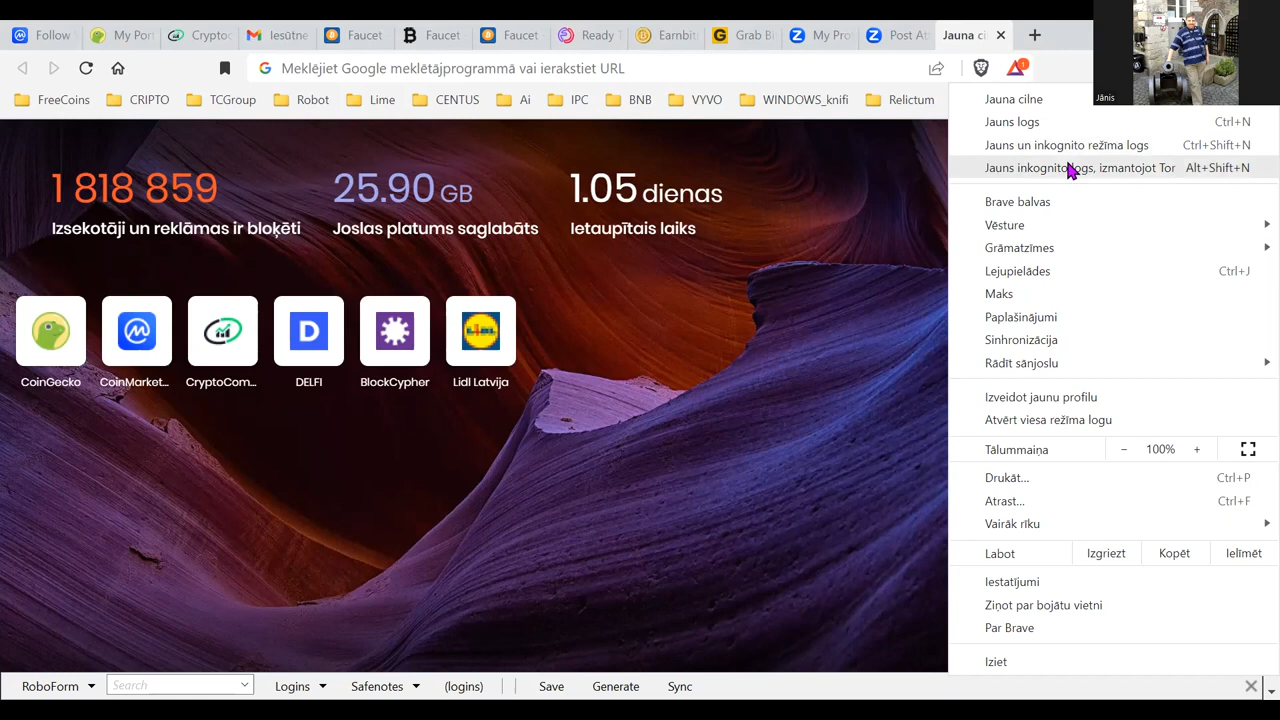 Follow
My Port
Crypto
Iesūtne
Faucet
Faucet
Faucet
Ready T
Earnbit
Grab Bi
My Pro
Post At
Jauna cil
Meklējiet Google meklētājprogrammā vai ierakstiet URL
1
FreeCoins
CRIPTO
TCGroup
Robot
Lime
CENTUS
Ai
IPC
BNB
VYVO
WINDOWS_knifi
Relictum
Jānis
1 818 859
25.90 GB
1.05 dienas
Izsekotāji un reklāmas ir bloķēti
Joslas platums saglabāts
Ietaupītais laiks
CoinGecko
CoinMarket...
CryptoCom...
DELFI
BlockCypher
Lidl Latvija
Jauna cilne
Jauns logs Ctrl+N
Jauns un inkognito režīma logs Ctrl+Shift+N
Jauns inkognito logs, izmantojot Tor Alt+Shift+N
Brave balvas
Vēsture
Grāmatzīmes
Lejupielādes Ctrl+J
Maks
Paplašinājumi
Sinhronizācija
Rādīt sānjoslu
Izveidot jaunu profilu
Atvērt viesa režīma logu
Tālummaiņa − 100% +
Drukāt... Ctrl+P
Atrast... Ctrl+F
Vairāk rīku
Labot Izgriezt Kopēt Ielīmēt
Iestatījumi
Ziņot par bojātu vietni
Par Brave
Iziet
RoboForm Search Logins Safenotes (logins) Save Generate Sync